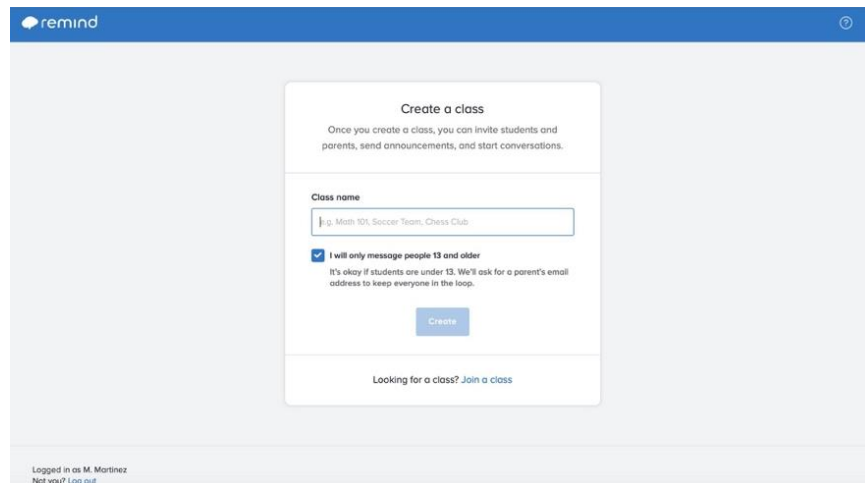 remind
Create a class
Once you create a class, you can invite students and
parents, send announcements, and start conversations.
Class name
e.g. Math 101, Soccer Team, Chess Club
I will only message people 13 and older
It's okay if students are under 13. We'll ask for a parent's email
address to keep everyone in the loop.
Create
Looking for a class? Join a class
Logged in as M. Martinez
Not you? Log out